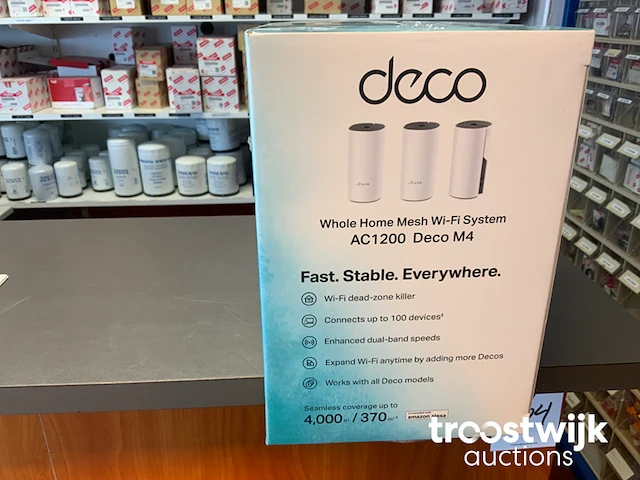 deco
Whole Home Mesh Wi-Fi System
AC1200 Deco M4
Fast. Stable. Everywhere.
Wi-Fi dead-zone killer
Connects up to 100 devices‡
Enhanced dual-band speeds
Expand Wi-Fi anytime by adding more Decos
Works with all Deco models
Seamless coverage up to
4,000 ft² / 370 m² ‡
amazon alexa
troostwijk
auctions